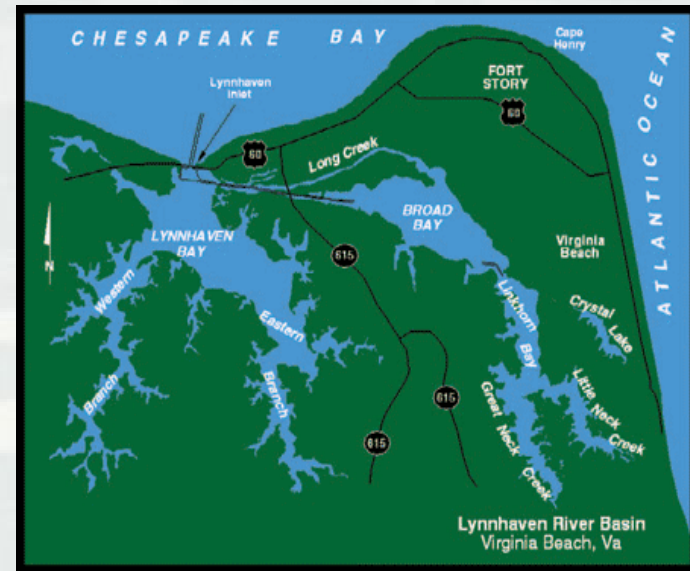 CHESAPEAKE BAY
Cape
Henry
Lynnhaven
Inlet
FORT
STORY
60
60
Long Creek
ATLANTIC OCEAN
BROAD
BAY
LYNNHAVEN
BAY
Virginia
Beach
615
N
Western
Branch
Eastern
Branch
Linkhorn
Bay
Crystal
Lake
Little Neck
Creek
Great Neck Creek
615
615
Lynnhaven River Basin
Virginia Beach, Va